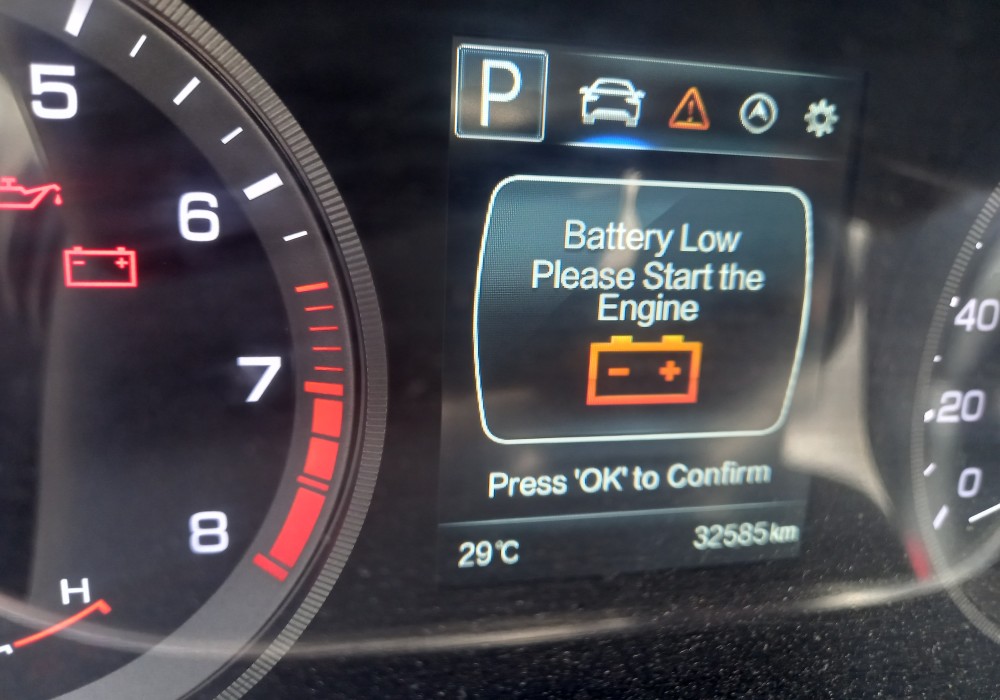 5
6
7
8
H
P
Battery Low
Please Start the
Engine
- +
Press 'OK' to Confirm
29°C
32585km
40
20
0